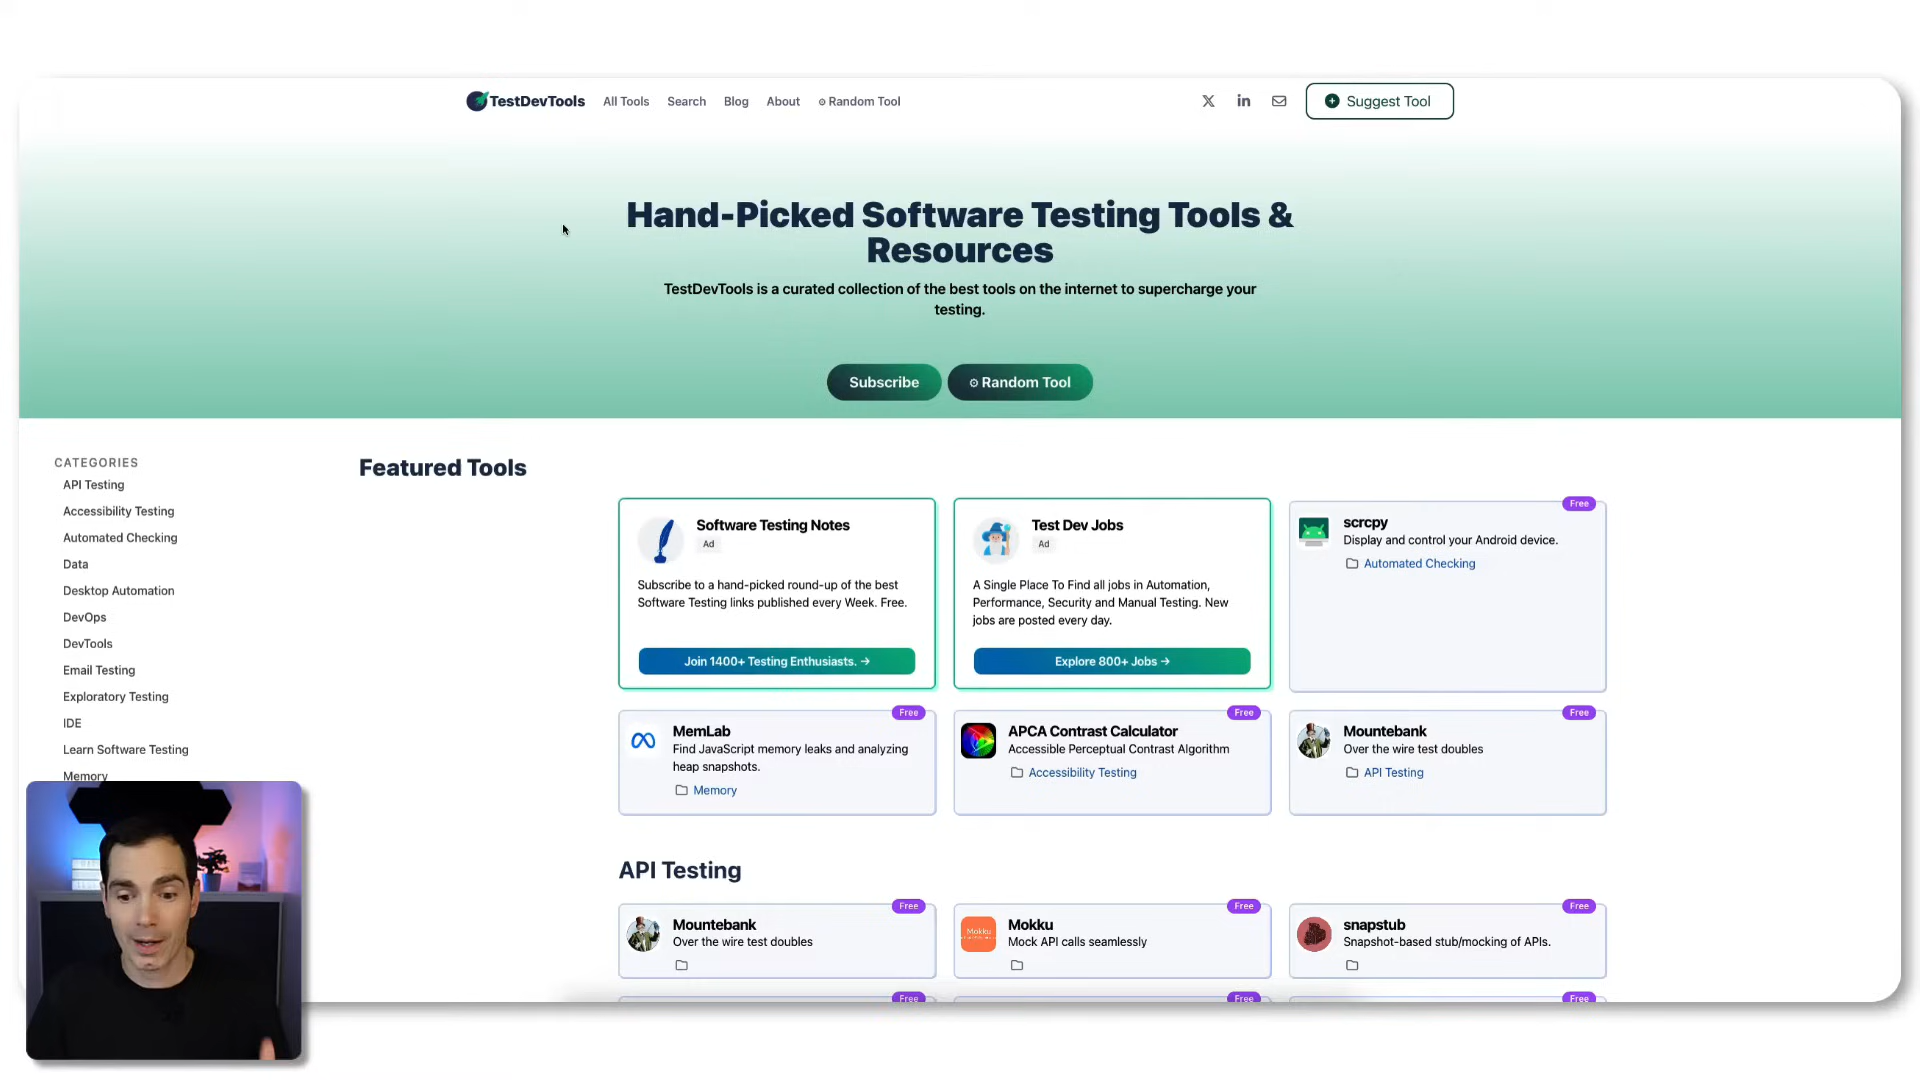 TestDevTools
All Tools
Search
Blog
About
Random Tool
Suggest Tool
Hand-Picked Software Testing Tools &
Resources
TestDevTools is a curated collection of the best tools on the internet to supercharge your
testing.
Subscribe
Random Tool
CATEGORIES
API Testing
Accessibility Testing
Automated Checking
Data
Desktop Automation
DevOps
DevTools
Email Testing
Exploratory Testing
IDE
Learn Software Testing
Memory
Featured Tools
Software Testing Notes
Ad
Subscribe to a hand-picked round-up of the best
Software Testing links published every Week. Free.
Join 1400+ Testing Enthusiasts. →
Test Dev Jobs
Ad
A Single Place To Find all jobs in Automation,
Performance, Security and Manual Testing. New
jobs are posted every day.
Explore 800+ Jobs →
Free
scrcpy
Display and control your Android device.
Automated Checking
Free
MemLab
Find JavaScript memory leaks and analyzing
heap snapshots.
Memory
Free
APCA Contrast Calculator
Accessible Perceptual Contrast Algorithm
Accessibility Testing
Free
Mountebank
Over the wire test doubles
API Testing
API Testing
Free
Mountebank
Over the wire test doubles
Free
Mokku
Mokku
Mock API calls seamlessly
Free
snapstub
Snapshot-based stub/mocking of APIs.
Free
Free
Free